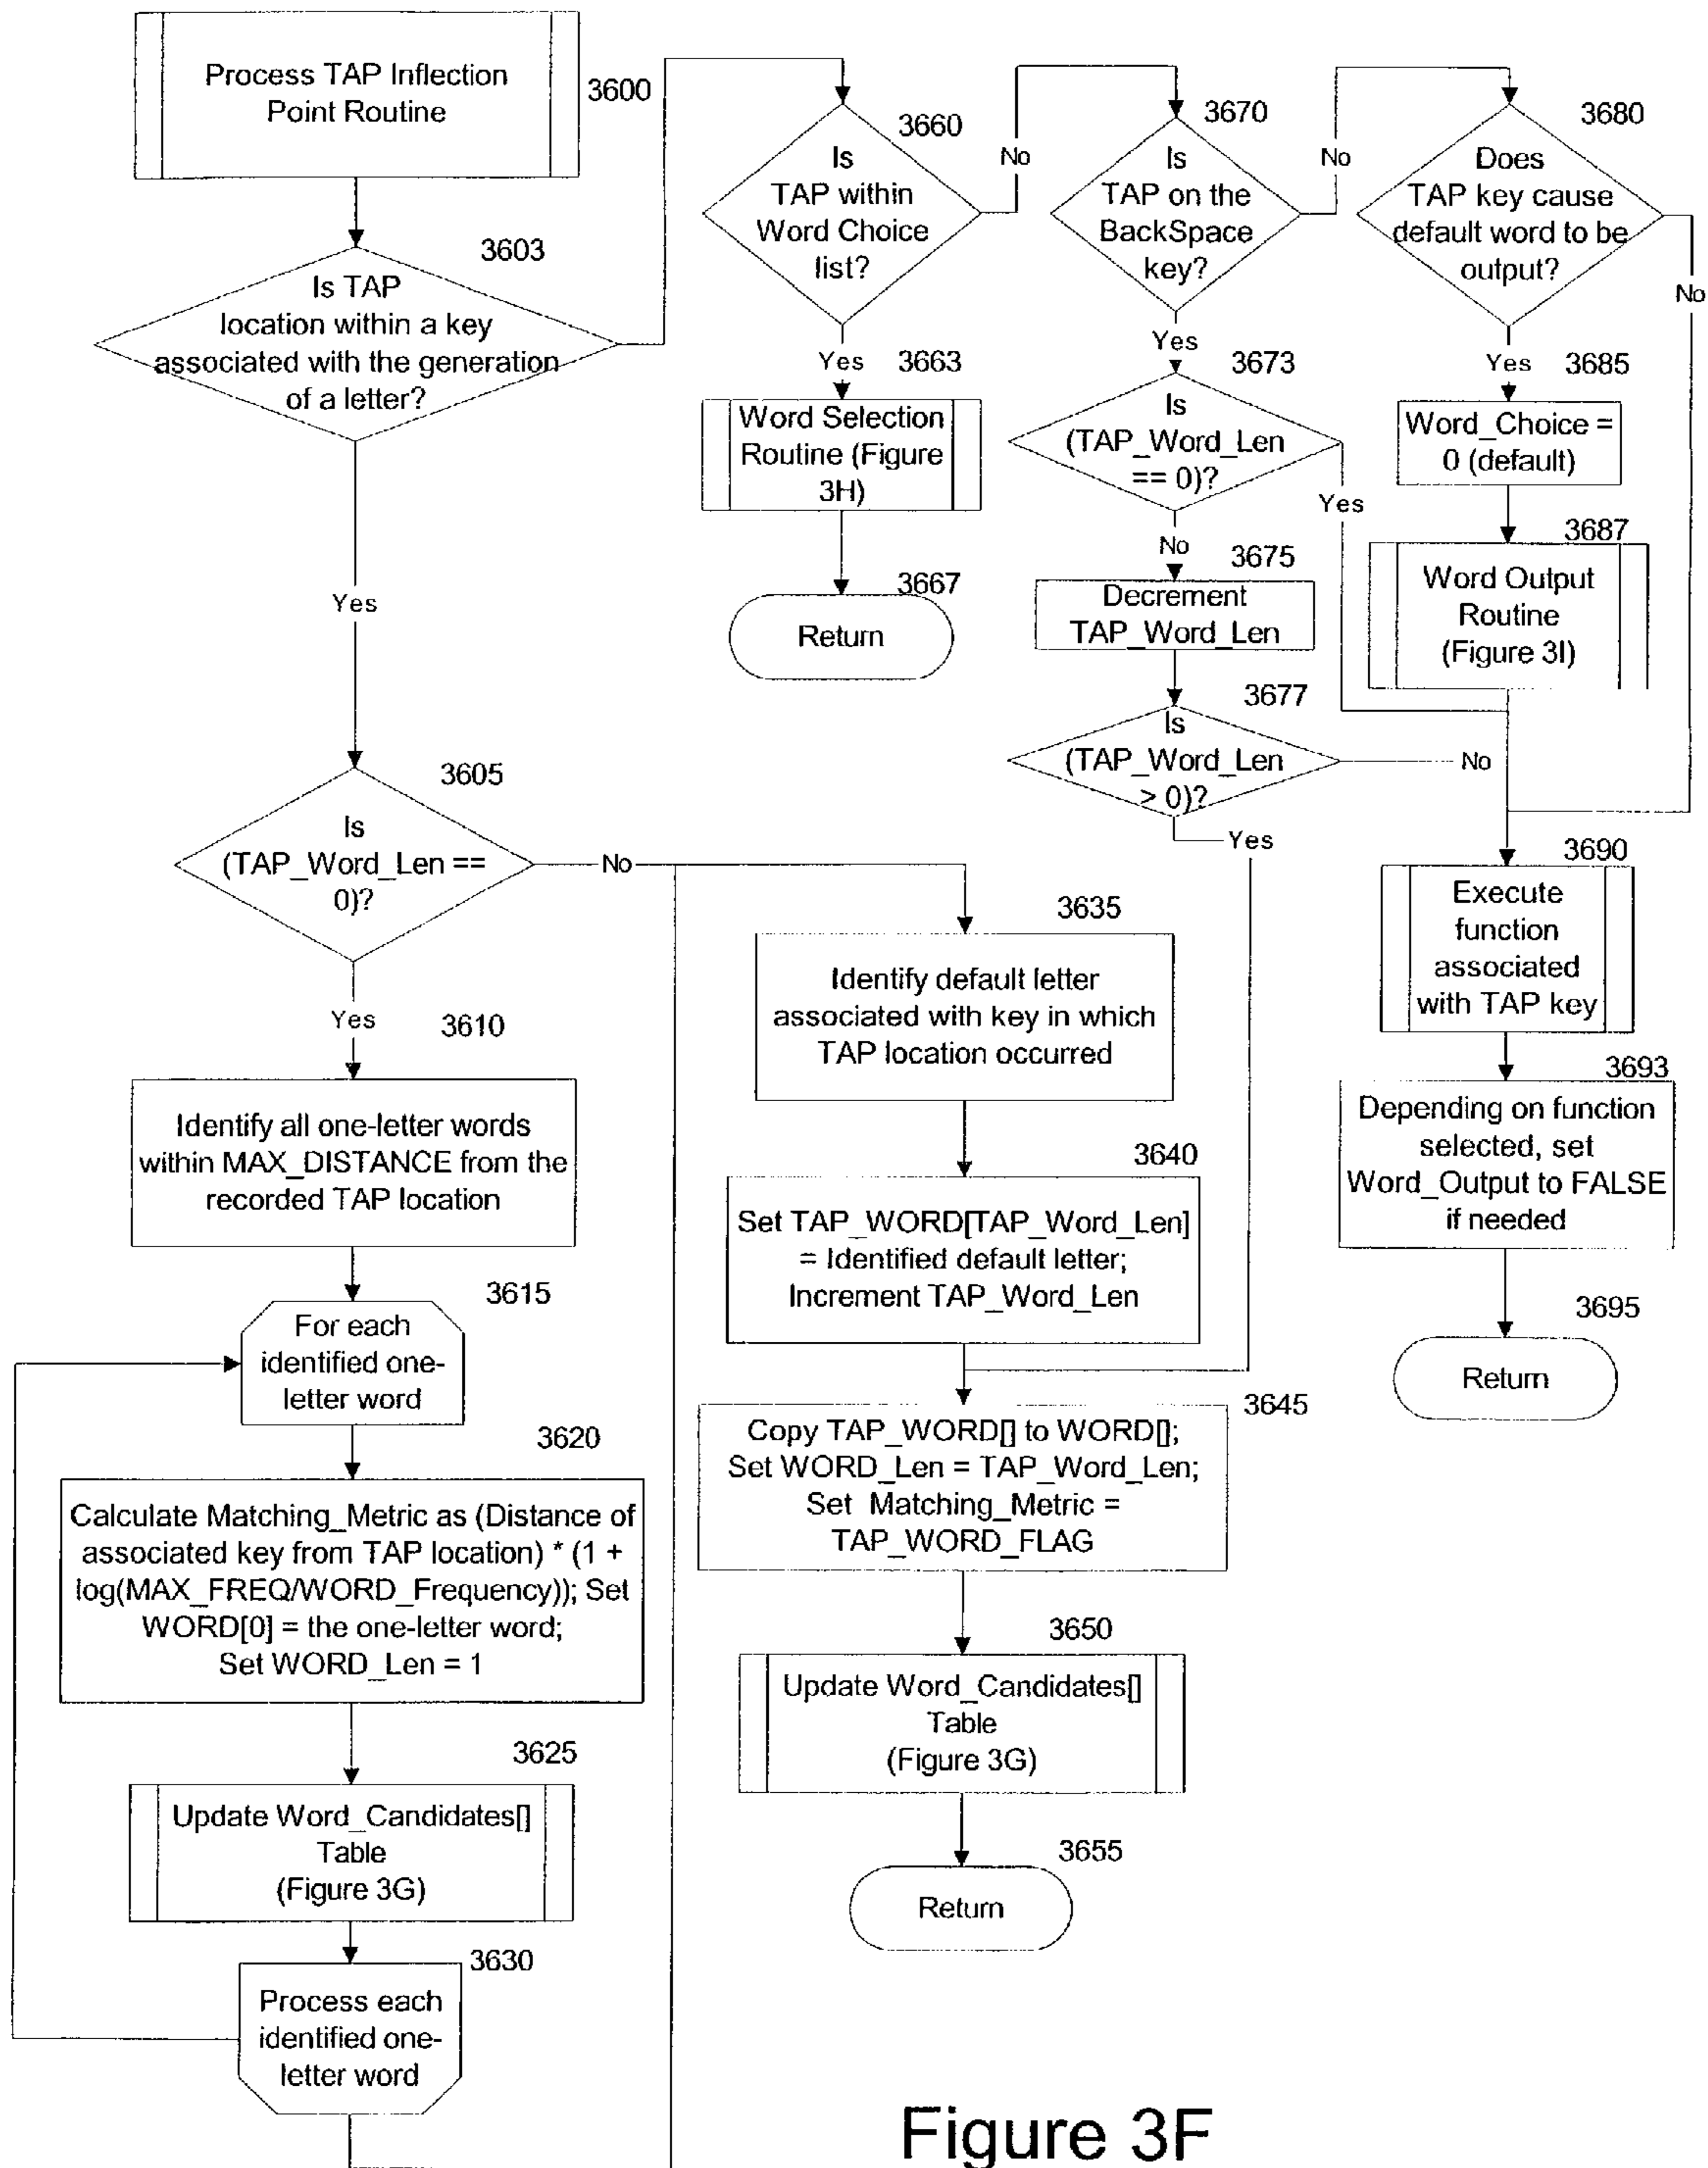 Process TAP Inflection
Point Routine
3600
3603
Is TAP
location within a key
associated with the generation
of a letter?
Yes
3605
Is
(TAP_Word_Len ==
0)?
No
Yes
3610
Identify all one-letter words
within MAX_DISTANCE from the
recorded TAP location
3615
For each
identified one-
letter word
3620
Calculate Matching_Metric as (Distance of
associated key from TAP location) * (1 +
log(MAX_FREQ/WORD_Frequency)); Set
WORD[0] = the one-letter word;
Set WORD_Len = 1
3625
Update Word_Candidates[]
Table
(Figure 3G)
3630
Process each
identified one-
letter word
3635
Identify default letter
associated with key in which
TAP location occurred
3640
Set TAP_WORD[TAP_Word_Len]
= Identified default letter;
Increment TAP_Word_Len
3645
Copy TAP_WORD[] to WORD[];
Set WORD_Len = TAP_Word_Len;
Set Matching_Metric =
TAP_WORD_FLAG
3650
Update Word_Candidates[]
Table
(Figure 3G)
3655
Return
3660
Is
TAP within
Word Choice
list?
No
Yes
3663
Word Selection
Routine (Figure
3H)
3667
Return
3670
Is
TAP on the
BackSpace
key?
No
Yes
3673
Is
(TAP_Word_Len
== 0)?
Yes
No
3675
Decrement
TAP_Word_Len
3677
Is
(TAP_Word_Len
> 0)?
No
Yes
3680
Does
TAP key cause
default word to be
output?
No
Yes
3685
Word_Choice =
0 (default)
3687
Word Output
Routine
(Figure 3I)
3690
Execute
function
associated
with TAP key
3693
Depending on function
selected, set
Word_Output to FALSE
if needed
3695
Return
Figure 3F